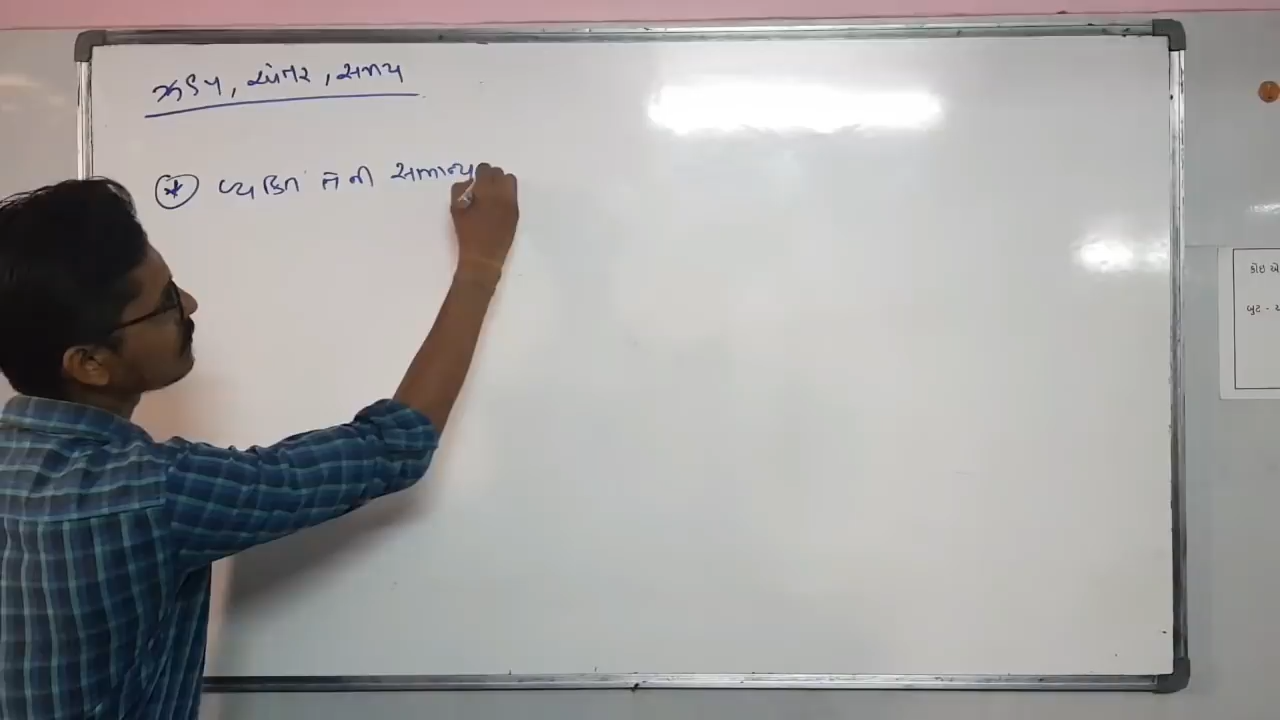 ઝડપ, અંતર, સમય
* વ્યક્તિ તેની સામાન્ય
કોઇ એ
બુટ - ચ